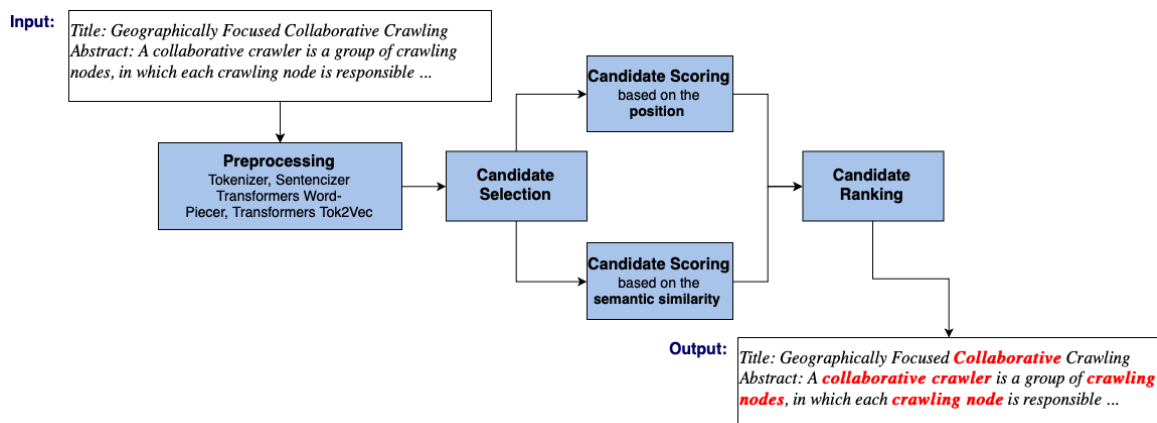 Input:
Title: Geographically Focused Collaborative Crawling
Abstract: A collaborative crawler is a group of crawling
nodes, in which each crawling node is responsible ...
Preprocessing
Tokenizer, Sentencizer
Transformers Word-
Piecer, Transformers Tok2Vec
Candidate
Selection
Candidate Scoring
based on the
position
Candidate Scoring
based on the
semantic similarity
Candidate
Ranking
Output:
Title: Geographically Focused Collaborative Crawling
Abstract: A collaborative crawler is a group of crawling
nodes, in which each crawling node is responsible ...